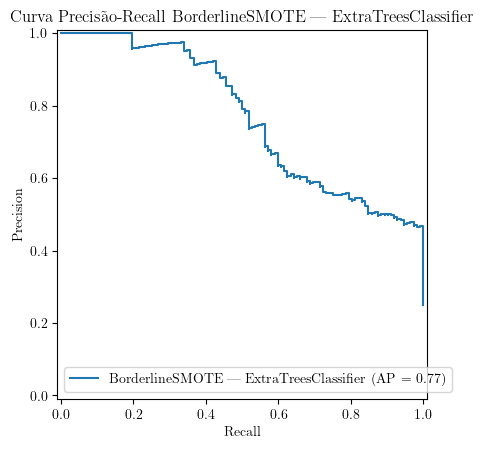 Curva Precisão-Recall BorderlineSMOTE — ExtraTreesClassifier
1.0
0.8
0.6
0.4
0.2
0.0
Precision
BorderlineSMOTE — ExtraTreesClassifier (AP = 0.77)
0.0 0.2 0.4 0.6 0.8 1.0
Recall